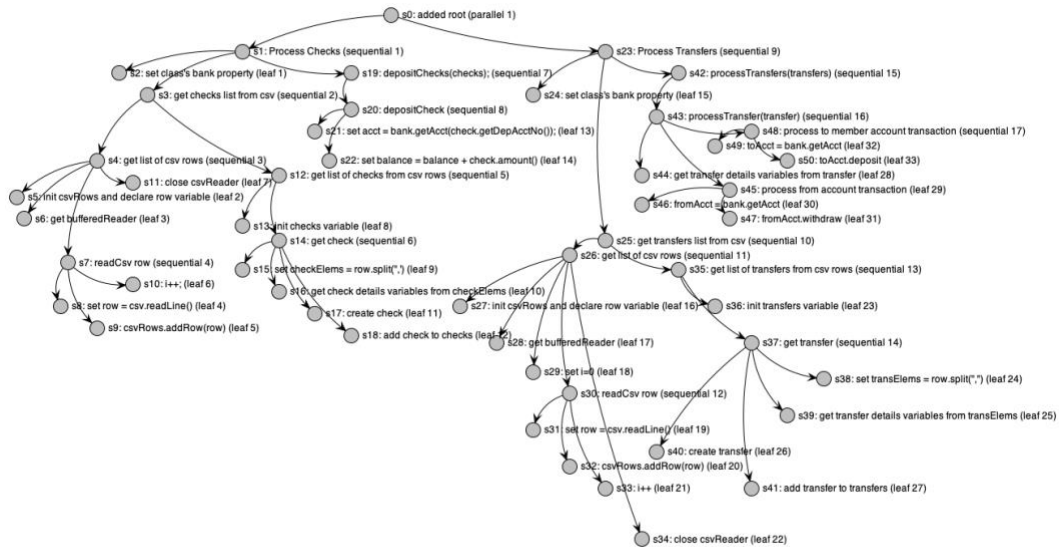 s0: added root (parallel 1)
s1: Process Checks (sequential 1)
s23: Process Transfers (sequential 9)
s2: set class's bank property (leaf 1)
s19: depositChecks(checks); (sequential 7)
s42: processTransfers(transfers) (sequential 15)
s3: get checks list from csv (sequential 2)
s24: set class's bank property (leaf 15)
s20: depositCheck (sequential 8)
s43: processTransfer(transfer) (sequential 16)
s21: set acct = bank.getAcct(check.getDepAcctNo()); (leaf 13)
s48: process to member account transaction (sequential 17)
s49: toAcct = bank.getAcct (leaf 32)
s4: get list of csv rows (sequential 3)
s22: set balance = balance + check.amount() (leaf 14)
s50: toAcct.deposit (leaf 33)
s11: close csvReader (leaf 7)
s12: get list of checks from csv rows (sequential 5)
s44: get transfer details variables from transfer (leaf 28)
s5: init csvRows and declare row variable (leaf 2)
s45: process from account transaction (leaf 29)
s46: fromAcct = bank.getAcct (leaf 30)
s6: get bufferedReader (leaf 3)
s47: fromAcct.withdraw (leaf 31)
s13: init checks variable (leaf 8)
s14: get check (sequential 6)
s25: get transfers list from csv (sequential 10)
s26: get list of csv rows (sequential 11)
s7: readCsv row (sequential 4)
s15: set checkElems = row.split(",") (leaf 9)
s35: get list of transfers from csv rows (sequential 13)
s10: i++; (leaf 6)
s16: get check details variables from checkElems (leaf 10)
s8: set row = csv.readLine() (leaf 4)
s27: init csvRows and declare row variable (leaf 16)
s36: init transfers variable (leaf 23)
s17: create check (leaf 11)
s9: csvRows.addRow(row) (leaf 5)
s18: add check to checks (leaf 12)
s28: get bufferedReader (leaf 17)
s37: get transfer (sequential 14)
s29: set i=0 (leaf 18)
s38: set transElems = row.split(",") (leaf 24)
s30: readCsv row (sequential 12)
s39: get transfer details variables from transElems (leaf 25)
s31: set row = csv.readLine() (leaf 19)
s40: create transfer (leaf 26)
s32: csvRows.addRow(row) (leaf 20)
s33: i++ (leaf 21)
s41: add transfer to transfers (leaf 27)
s34: close csvReader (leaf 22)